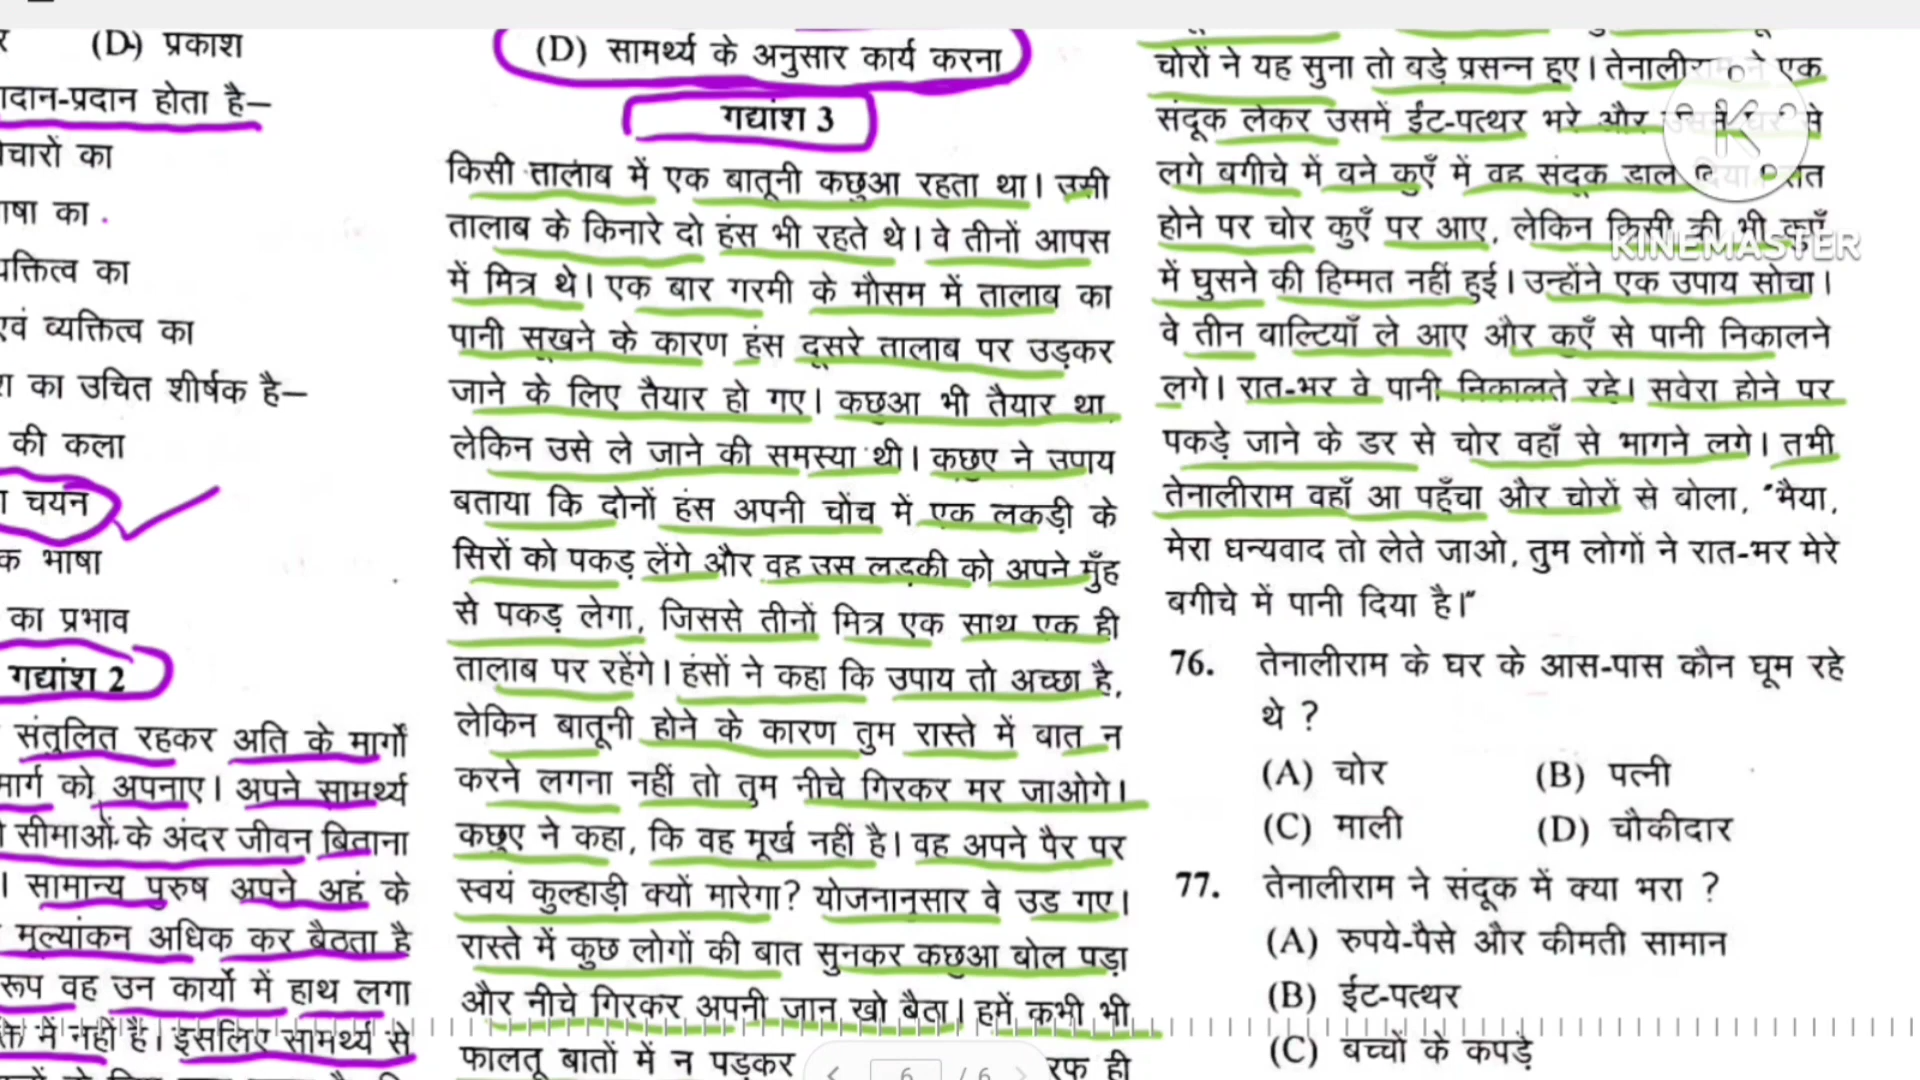 (D) प्रकाश
ादान-प्रदान होता है—
चारों का
ाषा का
यक्तित्व का
एवं व्यक्तित्व का
का उचित शीर्षक है—
की कला
चयन
क भाषा
का प्रभाव
गद्यांश 2
संतुलित रहकर अति के मार्गों
मार्ग को अपनाए। अपने सामर्थ्य
सीमाओं के अंदर जीवन बिताना
। सामान्य पुरुष अपने अहं के
मूल्यांकन अधिक कर बैठता है
रूप वह उन कार्यों में हाथ लगा
में नहीं है। इसलिए सामर्थ्य से
(D) सामर्थ्य के अनुसार कार्य करना
गद्यांश 3
किसी तालाब में एक बातूनी कछुआ रहता था। उसी
तालाब के किनारे दो हंस भी रहते थे। वे तीनों आपस
में मित्र थे। एक बार गरमी के मौसम में तालाब का
पानी सूखने के कारण हंस दूसरे तालाब पर उड़कर
जाने के लिए तैयार हो गए। कछुआ भी तैयार था
लेकिन उसे ले जाने की समस्या थी। कछुए ने उपाय
बताया कि दोनों हंस अपनी चोंच में एक लकड़ी के
सिरों को पकड़ लेंगे और वह उस लड़की को अपने मुँह
से पकड़ लेगा, जिससे तीनों मित्र एक साथ एक ही
तालाब पर रहेंगे। हंसों ने कहा कि उपाय तो अच्छा है,
लेकिन बातूनी होने के कारण तुम रास्ते में बात न
करने लगना नहीं तो तुम नीचे गिरकर मर जाओगे।
कछुए ने कहा, कि वह मूर्ख नहीं है। वह अपने पैर पर
स्वयं कुल्हाड़ी क्यों मारेगा? योजनानुसार वे उड गए।
रास्ते में कुछ लोगों की बात सुनकर कछुआ बोल पड़ा
और नीचे गिरकर अपनी जान खो बैठा। हमें कभी भी
फालतू बातों में न पड़कर
रफ ही
6 / 6
चोरों ने यह सुना तो बड़े प्रसन्न हुए। तेनालीराम ने एक
संदूक लेकर उसमें ईंट-पत्थर भरे और उसने घर से
लगे बगीचे में बने कुएँ में वह संदूक डाल दिया। रात
होने पर चोर कुएँ पर आए, लेकिन किसी की भी कुएँ
में घुसने की हिम्मत नहीं हुई। उन्होंने एक उपाय सोचा।
वे तीन बाल्टियाँ ले आए और कुएँ से पानी निकालने
लगे। रात-भर वे पानी निकालते रहे। सवेरा होने पर
पकड़े जाने के डर से चोर वहाँ से भागने लगे। तभी
तेनालीराम वहाँ आ पहुँचा और चोरों से बोला, "भैया,
मेरा धन्यवाद तो लेते जाओ, तुम लोगों ने रात-भर मेरे
बगीचे में पानी दिया है।"
76. तेनालीराम के घर के आस-पास कौन घूम रहे
थे ?
(A) चोर (B) पत्नी
(C) माली (D) चौकीदार
77. तेनालीराम ने संदूक में क्या भरा ?
(A) रुपये-पैसे और कीमती सामान
(B) ईंट-पत्थर
(C) बच्चों के कपड़े
KINEMASTER